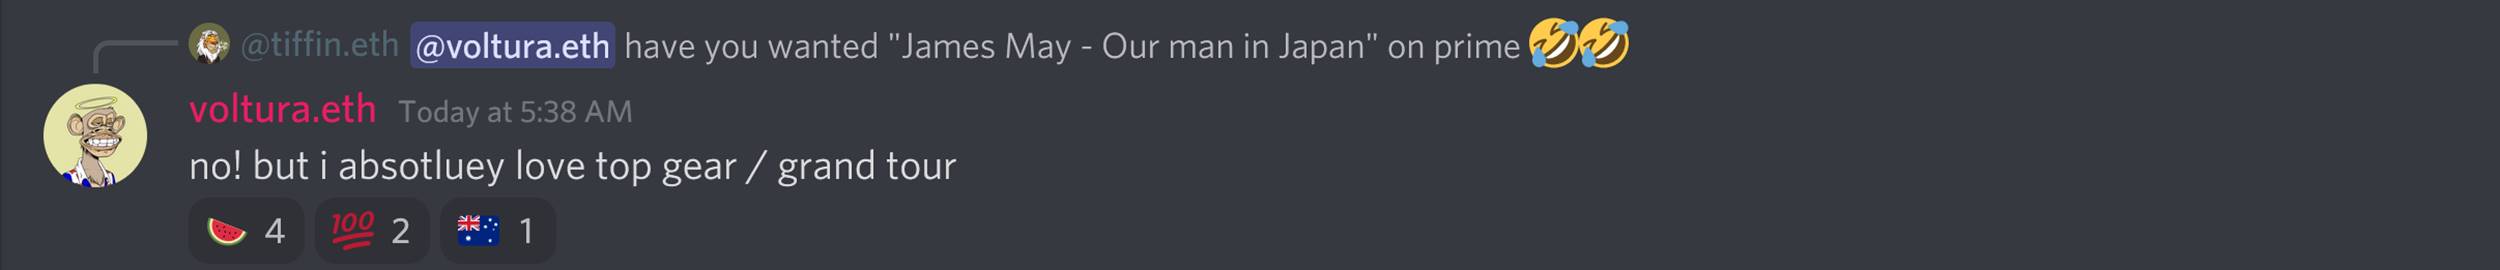 @tiffin.eth @voltura.eth have you wanted "James May - Our man in Japan" on prime 🤣🤣
voltura.eth Today at 5:38 AM
no! but i absotluey love top gear / grand tour
🍉 4 💯 2 🇦🇺 1